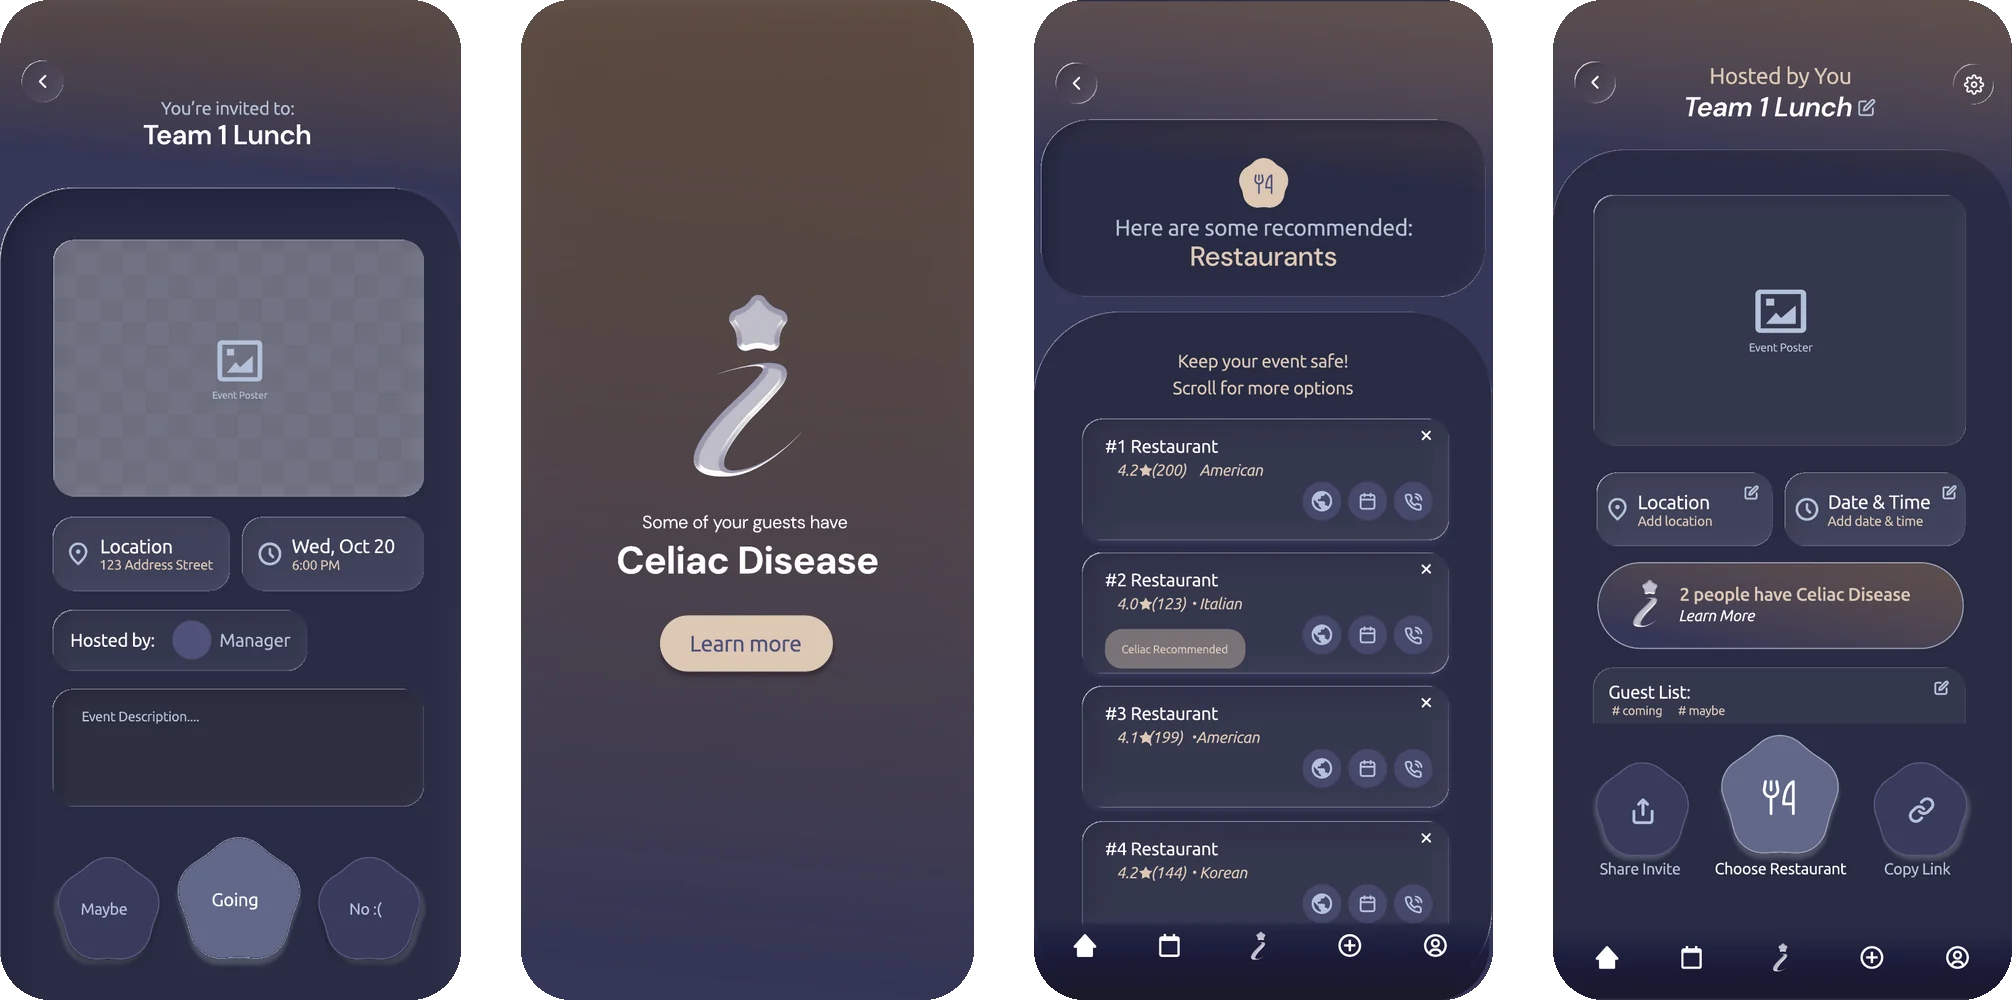 You're invited to:
Team 1 Lunch
Event Poster
Location
123 Address Street
Wed, Oct 20
6:00 PM
Hosted by:
Manager
Event Description....
Maybe
Going
No :(
i
Some of your guests have
Celiac Disease
Learn more
Here are some recommended:
Restaurants
Keep your event safe!
Scroll for more options
#1 Restaurant
4.2★(200) American
#2 Restaurant
4.0★(123) • Italian
Celiac Recommended
#3 Restaurant
4.1★(199) •American
#4 Restaurant
4.2★(144) • Korean
i
Hosted by You
Team 1 Lunch
Event Poster
Location
Add location
Date & Time
Add date & time
i
2 people have Celiac Disease
Learn More
Guest List:
# coming # maybe
Share Invite
Choose Restaurant
Copy Link
i